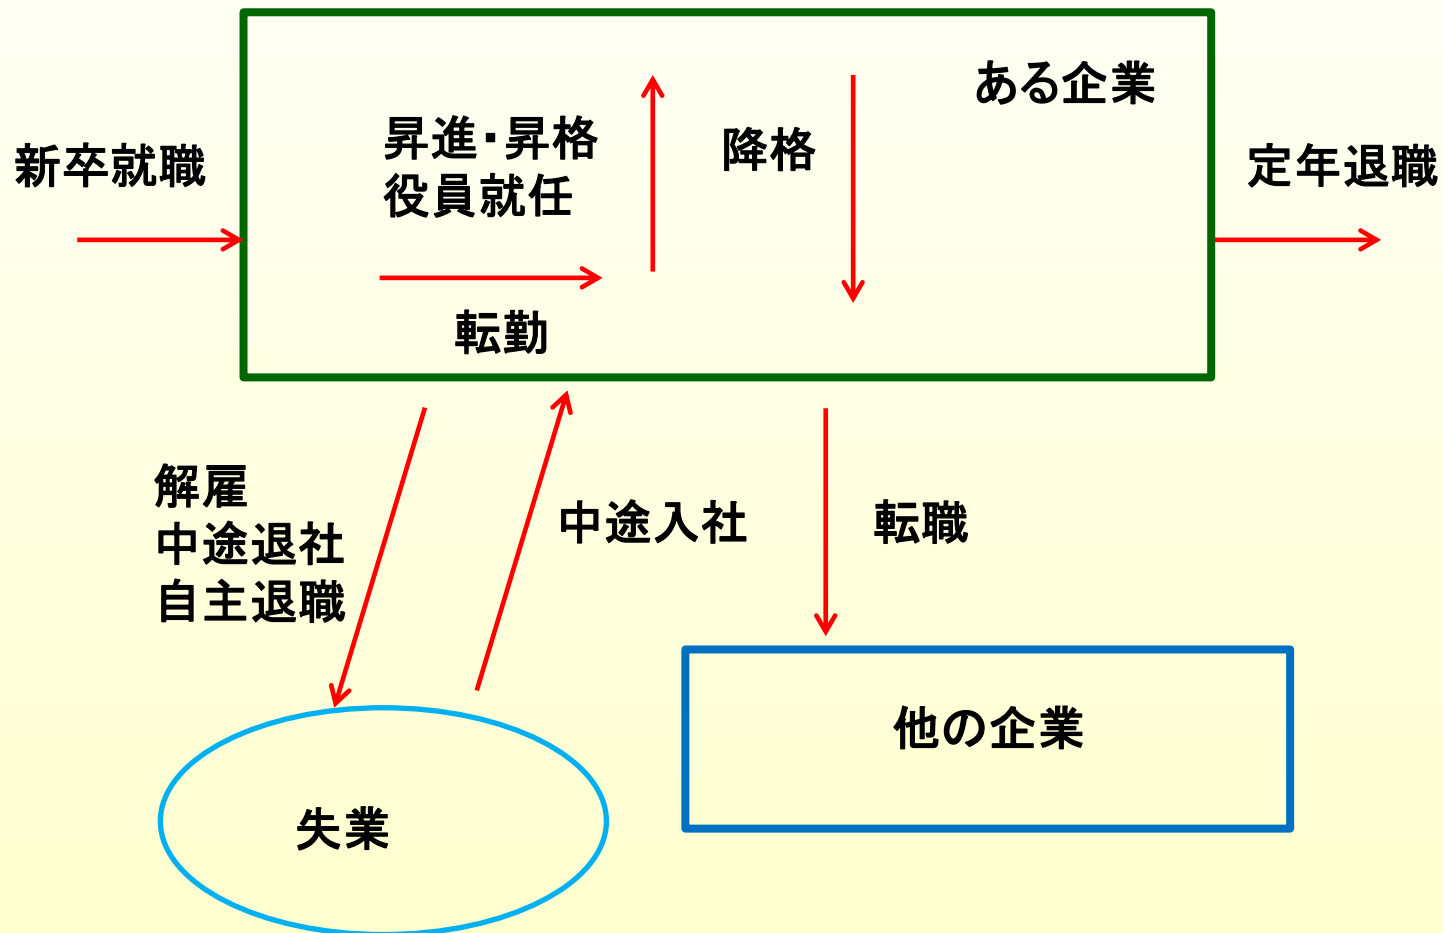 ある企業
昇進・昇格
役員就任
降格
新卒就職
定年退職
転勤
解雇
中途退社
自主退職
中途入社
転職
他の企業
失業